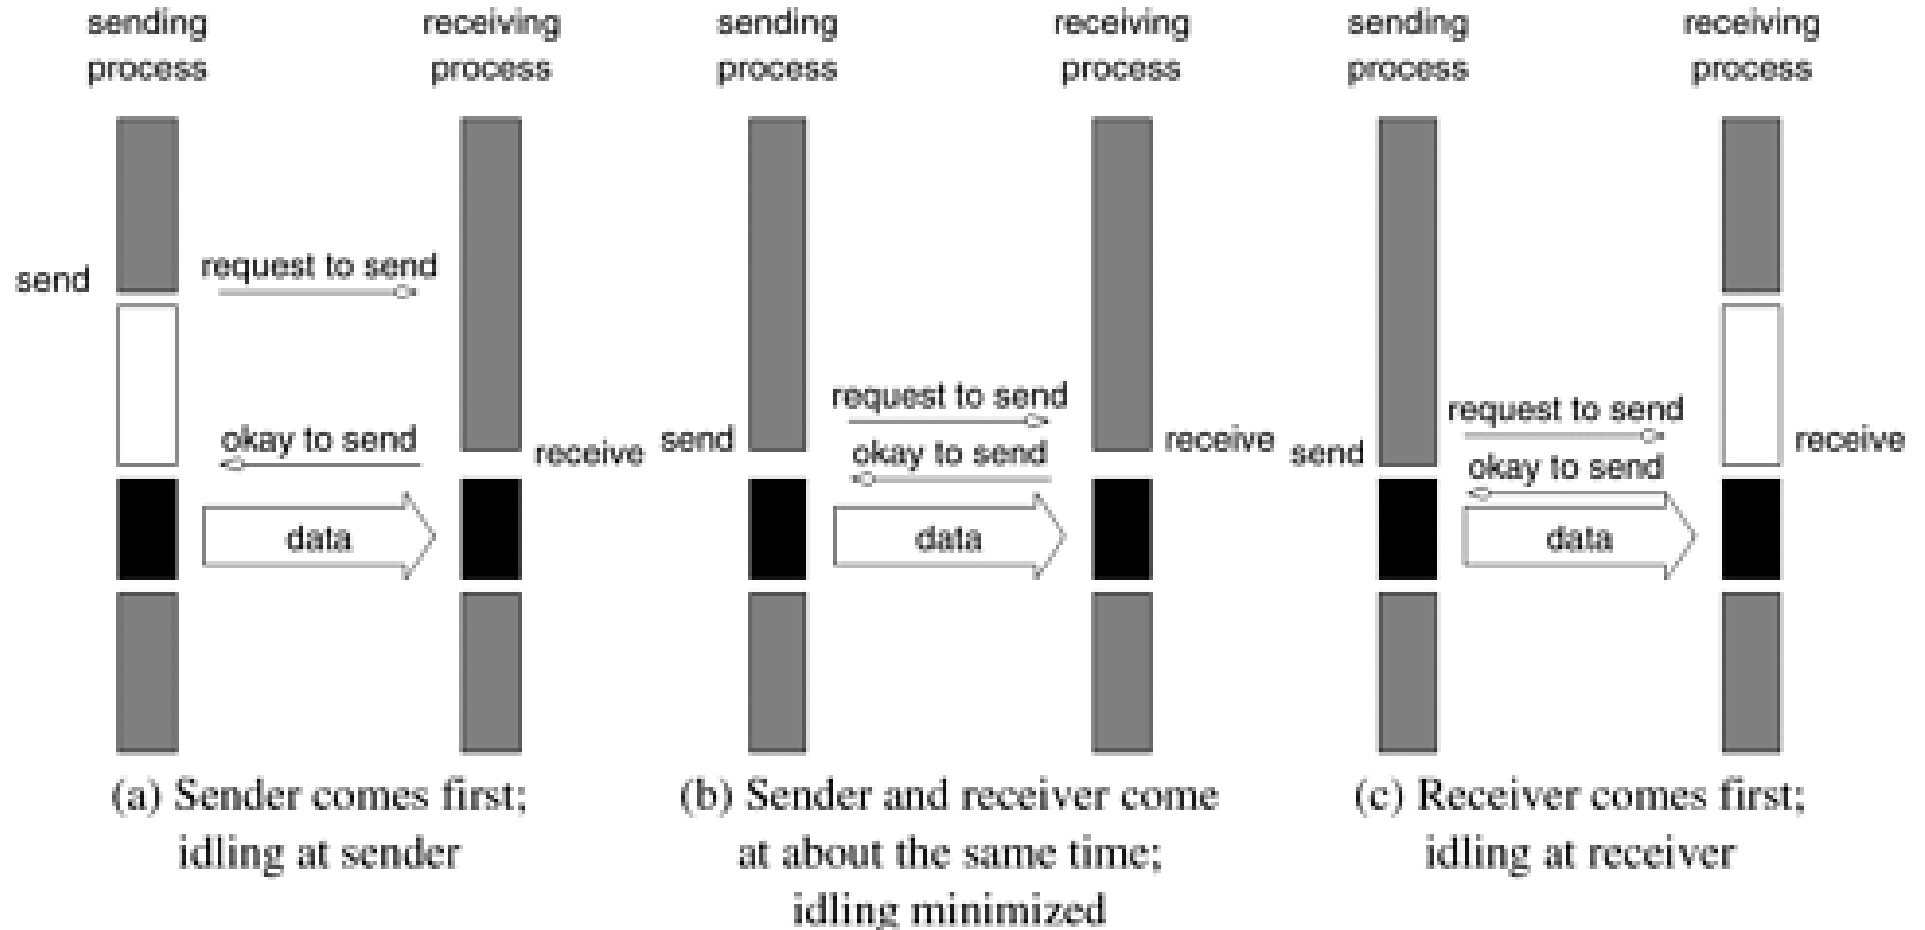 sending process
receiving process
sending process
receiving process
sending process
receiving process
send
request to send
okay to send
receive
data
send
request to send
okay to send
receive
data
send
request to send
okay to send
receive
data
(a) Sender comes first;
idling at sender
(b) Sender and receiver come
at about the same time;
idling minimized
(c) Receiver comes first;
idling at receiver